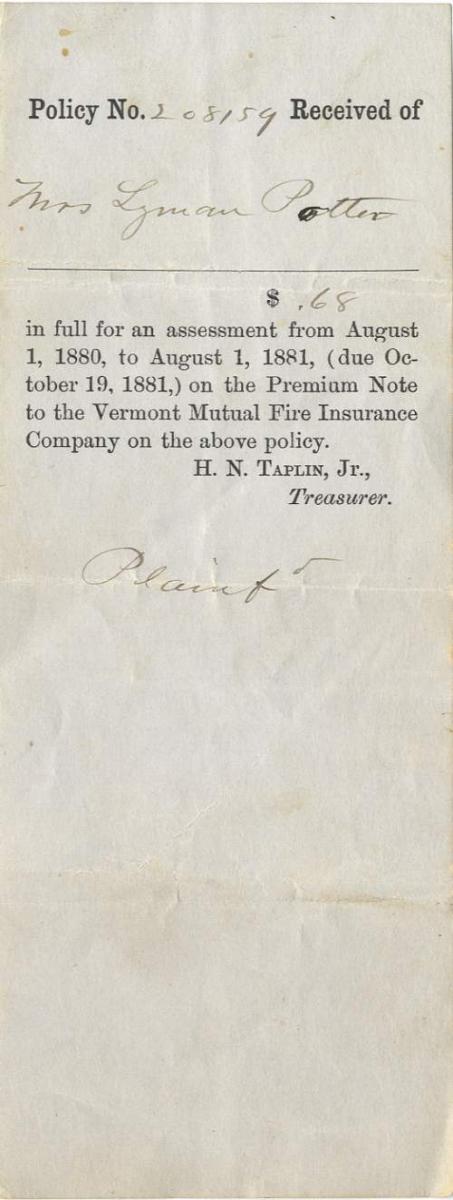 Policy No. 208159 Received of
Mrs Lyman Potter
$ .68
in full for an assessment from August
1, 1880, to August 1, 1881, (due Oc-
tober 19, 1881,) on the Premium Note
to the Vermont Mutual Fire Insurance
Company on the above policy.
H. N. Taplin, Jr.,
Treasurer.
Plainfd